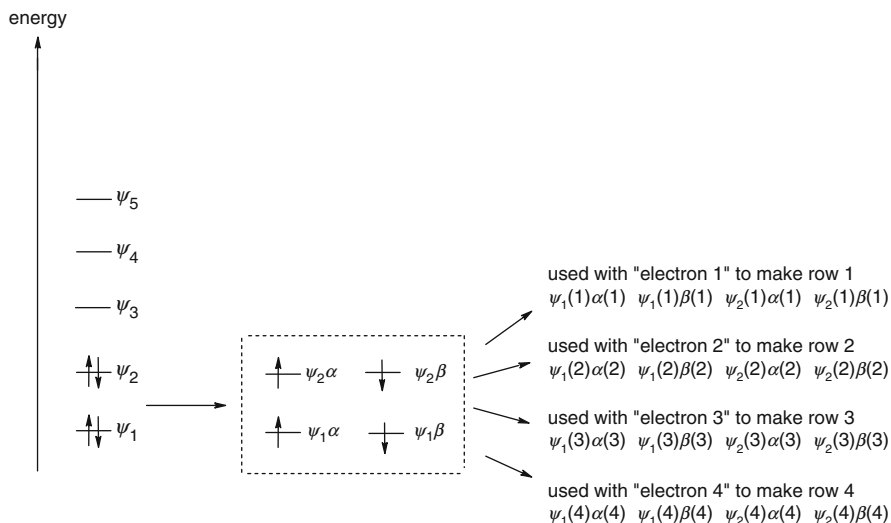 energy
ψ₅
ψ₄
ψ₃
ψ₂
ψ₁
ψ₂α ψ₂β
ψ₁α ψ₁β
used with "electron 1" to make row 1
ψ₁(1)α(1) ψ₁(1)β(1) ψ₂(1)α(1) ψ₂(1)β(1)
used with "electron 2" to make row 2
ψ₁(2)α(2) ψ₁(2)β(2) ψ₂(2)α(2) ψ₂(2)β(2)
used with "electron 3" to make row 3
ψ₁(3)α(3) ψ₁(3)β(3) ψ₂(3)α(3) ψ₂(3)β(3)
used with "electron 4" to make row 4
ψ₁(4)α(4) ψ₁(4)β(4) ψ₂(4)α(4) ψ₂(4)β(4)